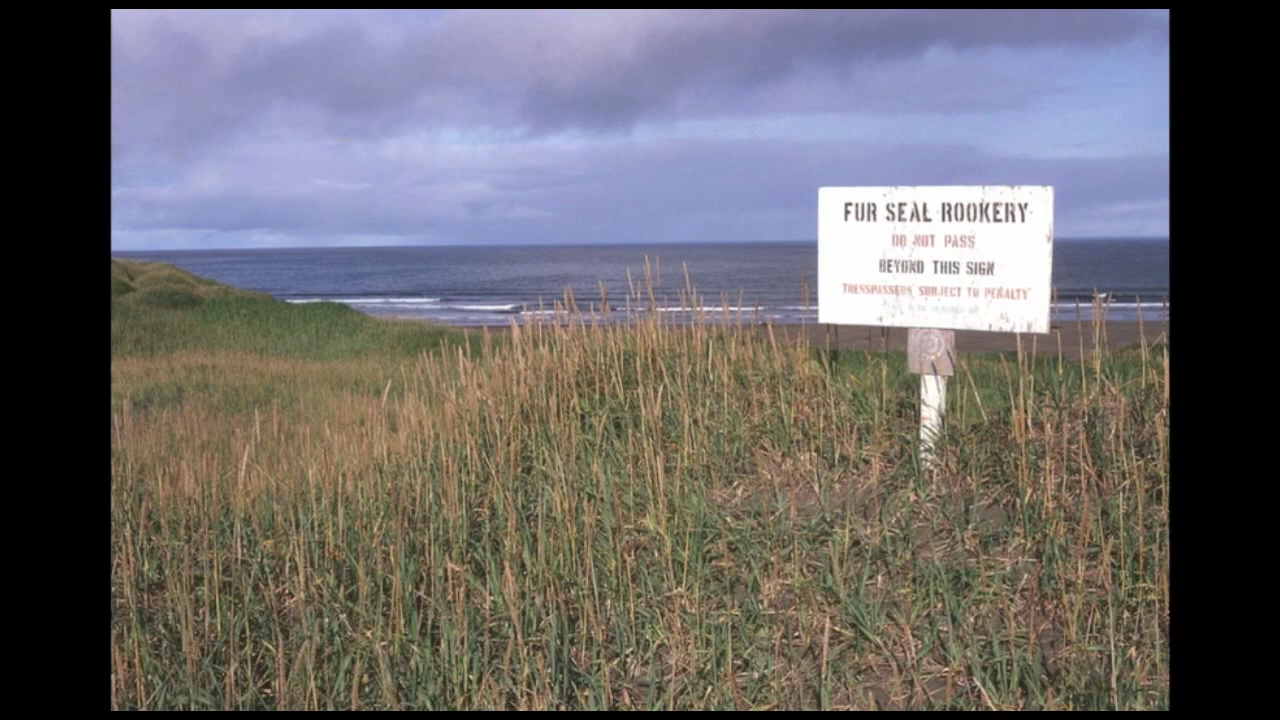 FUR SEAL ROOKERY
DO NOT PASS
BEYOND THIS SIGN
TRESSPASSERS SUBJECT TO PENALTY